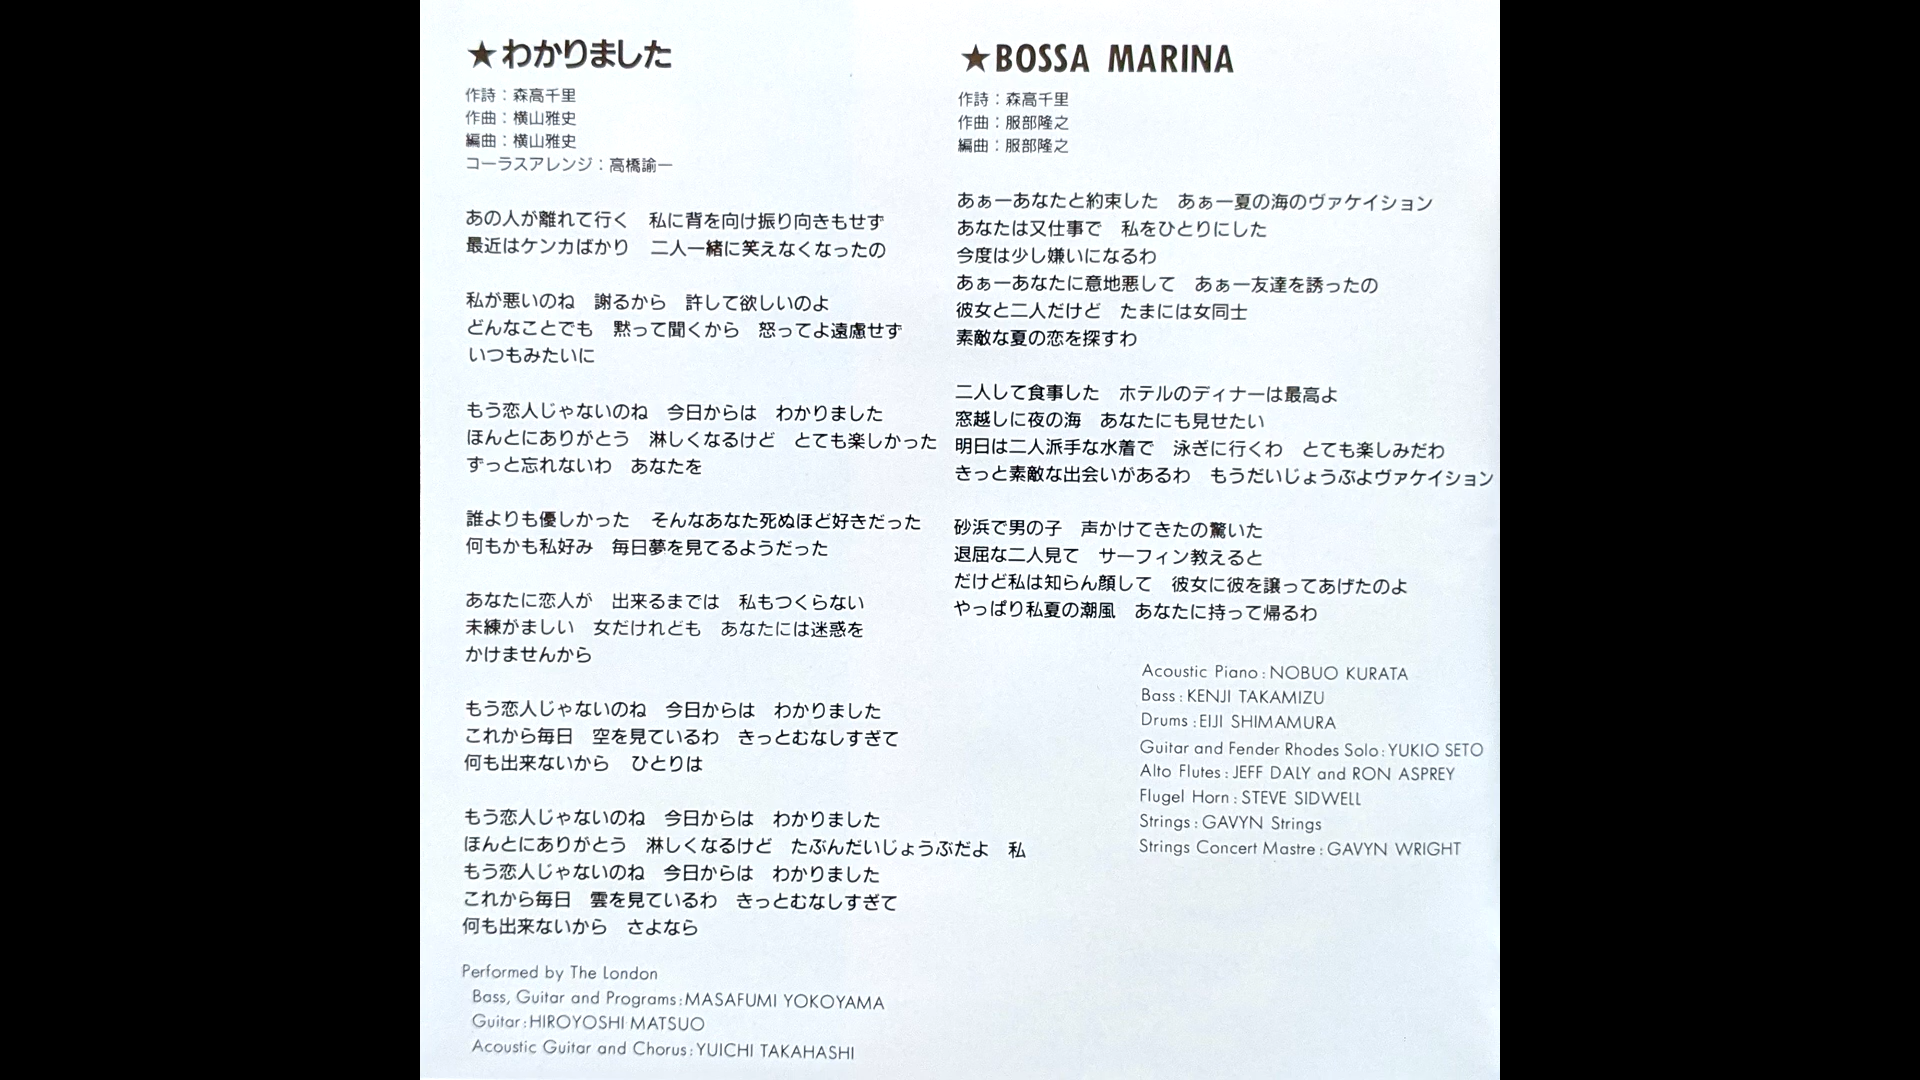 ★わかりました
作詩：森高千里
作曲：横山雅史
編曲：横山雅史
コーラスアレンジ：高橋諭一
あの人が離れて行く　私に背を向け振り向きもせず
最近はケンカばかり　二人一緒に笑えなくなったの
私が悪いのね　謝るから　許して欲しいのよ
どんなことでも　黙って聞くから　怒ってよ遠慮せず
いつもみたいに
もう恋人じゃないのね　今日からは　わかりました
ほんとにありがとう　淋しくなるけど　とても楽しかった
ずっと忘れないわ　あなたを
誰よりも優しかった　そんなあなた死ぬほど好きだった
何もかも私好み　毎日夢を見てるようだった
あなたに恋人が　出来るまでは　私もつくらない
未練がましい　女だけれども　あなたには迷惑を
かけませんから
もう恋人じゃないのね　今日からは　わかりました
これから毎日　空を見ているわ　きっとむなしすぎて
何も出来ないから　ひとりは
もう恋人じゃないのね　今日からは　わかりました
ほんとにありがとう　淋しくなるけど　たぶんだいじょうぶだよ　私
もう恋人じゃないのね　今日からは　わかりました
これから毎日　雲を見ているわ　きっとむなしすぎて
何も出来ないから　さよなら
Performed by The London
Bass, Guitar and Programs:MASAFUMI YOKOYAMA
Guitar:HIROYOSHI MATSUO
Acoustic Guitar and Chorus:YUICHI TAKAHASHI
★BOSSA MARINA
作詩：森高千里
作曲：服部隆之
編曲：服部隆之
あぁーあなたと約束した　あぁー夏の海のヴァケイション
あなたは又仕事で　私をひとりにした
今度は少し嫌いになるわ
あぁーあなたに意地悪して　あぁー友達を誘ったの
彼女と二人だけど　たまには女同士
素敵な夏の恋を探すわ
二人して食事した　ホテルのディナーは最高よ
窓越しに夜の海　あなたにも見せたい
明日は二人派手な水着で　泳ぎに行くわ　とても楽しみだわ
きっと素敵な出会いがあるわ　もうだいじょうぶよヴァケイション
砂浜で男の子　声かけてきたの驚いた
退屈な二人見て　サーフィン教えると
だけど私は知らん顔して　彼女に彼を譲ってあげたのよ
やっぱり私夏の潮風　あなたに持って帰るわ
Acoustic Piano:NOBUO KURATA
Bass:KENJI TAKAMIZU
Drums:EIJI SHIMAMURA
Guitar and Fender Rhodes Solo:YUKIO SETO
Alto Flutes:JEFF DALY and RON ASPREY
Flugel Horn:STEVE SIDWELL
Strings:GAVYN Strings
Strings Concert Mastre:GAVYN WRIGHT